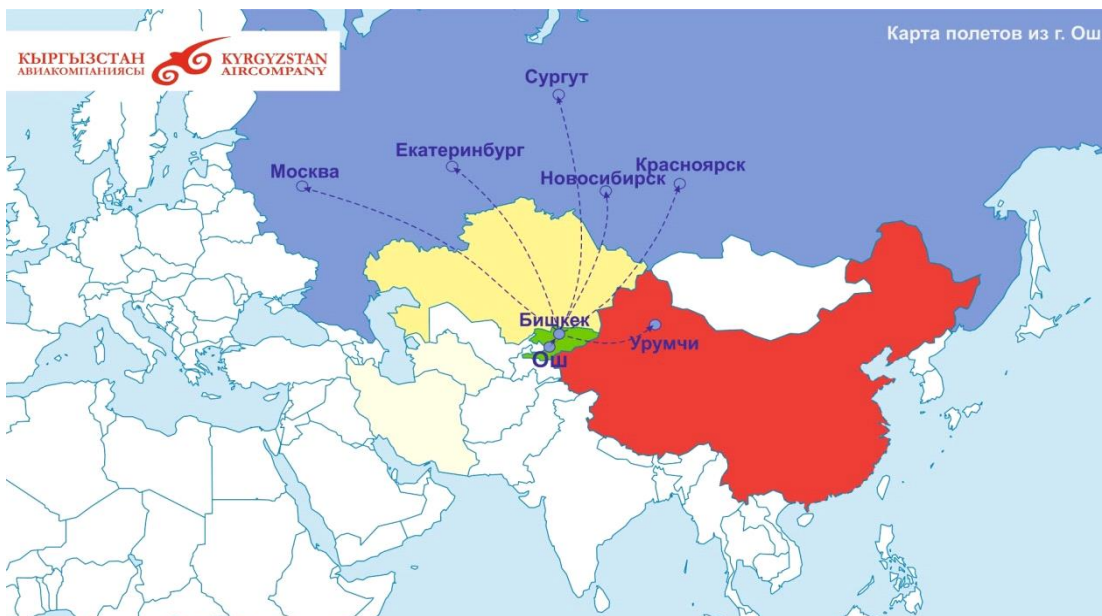 Карта полетов из г. Ош
КЫРГЫЗСТАН
АВИАКОМПАНИЯСЫ
KYRGYZSTAN
AIRCOMPANY
Сургут
Екатеринбург
Москва
Новосибирск
Красноярск
Бишкек
Урумчи
Ош